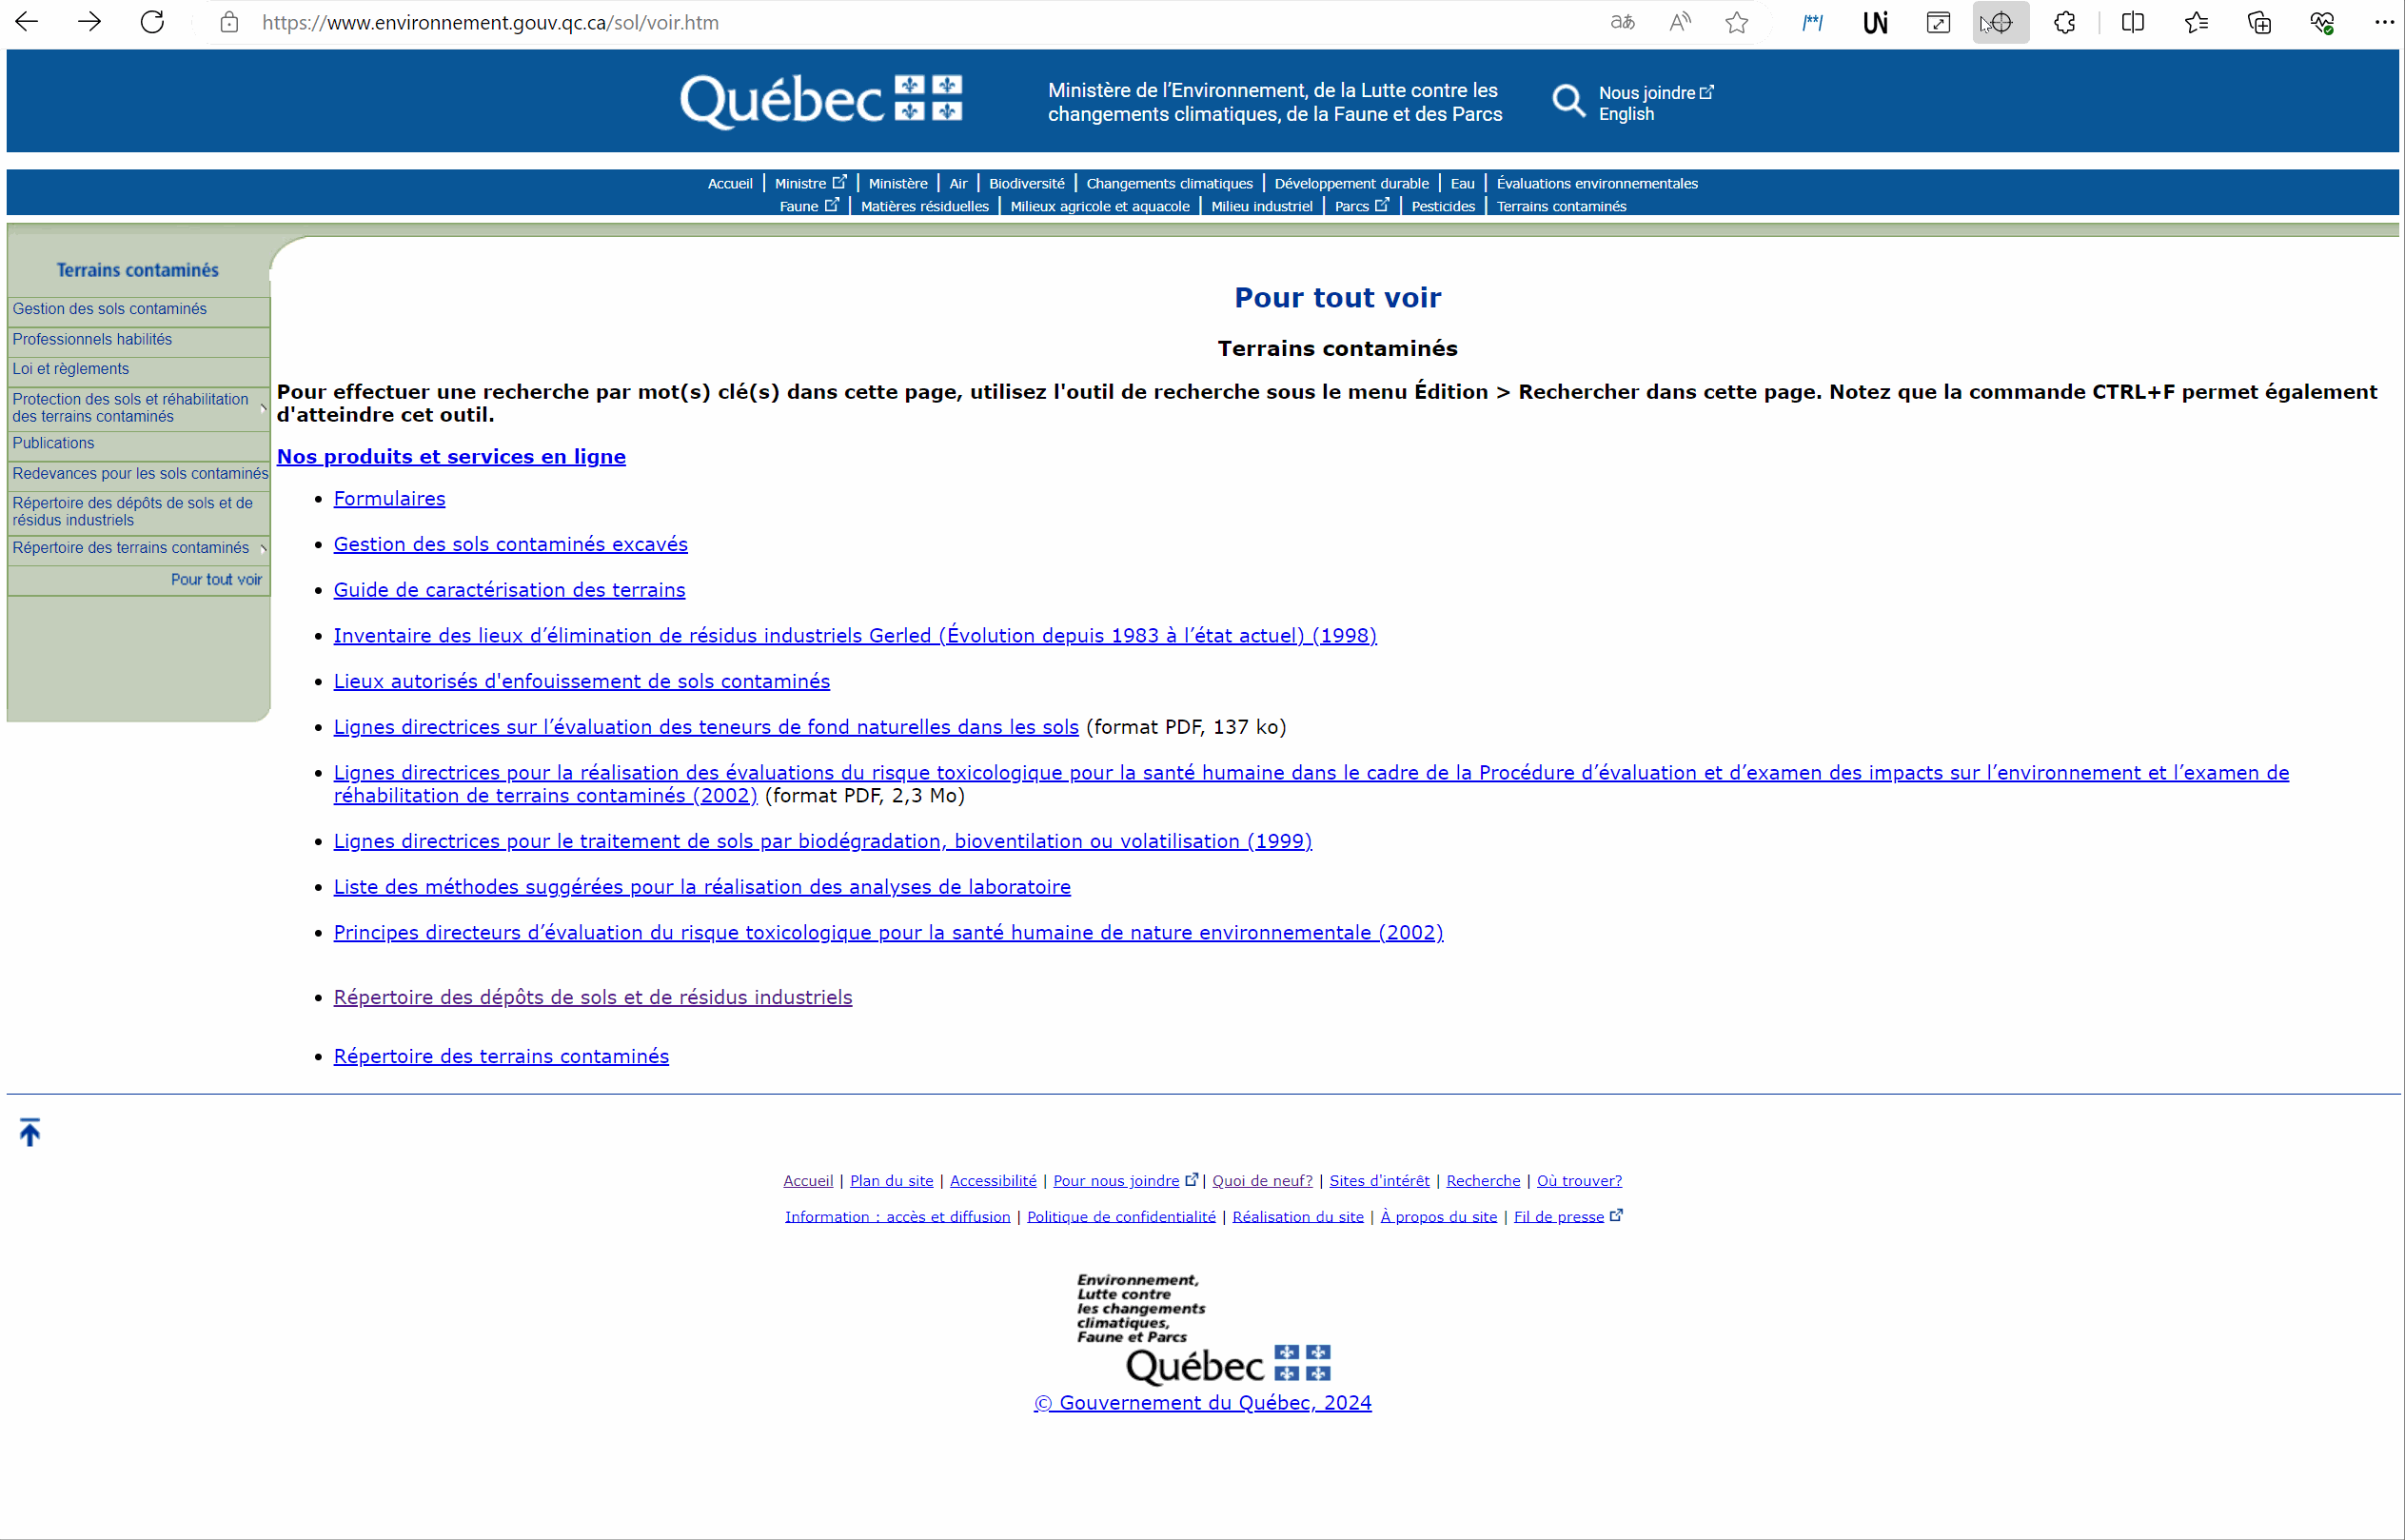 https://www.environnement.gouv.qc.ca/sol/voir.htm
Québec
Ministère de l’Environnement, de la Lutte contre les
changements climatiques, de la Faune et des Parcs
Nous joindre
English
Accueil | Ministre | Ministère | Air | Biodiversité | Changements climatiques | Développement durable | Eau | Évaluations environnementales
Faune | Matières résiduelles | Milieux agricole et aquacole | Milieu industriel | Parcs | Pesticides | Terrains contaminés
Terrains contaminés
Gestion des sols contaminés
Professionnels habilités
Loi et règlements
Protection des sols et réhabilitation
des terrains contaminés
Publications
Redevances pour les sols contaminés
Répertoire des dépôts de sols et de
résidus industriels
Répertoire des terrains contaminés
Pour tout voir
Pour tout voir
Terrains contaminés
Pour effectuer une recherche par mot(s) clé(s) dans cette page, utilisez l'outil de recherche sous le menu Édition > Rechercher dans cette page. Notez que la commande CTRL+F permet également
d'atteindre cet outil.
Nos produits et services en ligne
• Formulaires
• Gestion des sols contaminés excavés
• Guide de caractérisation des terrains
• Inventaire des lieux d’élimination de résidus industriels Gerled (Évolution depuis 1983 à l’état actuel) (1998)
• Lieux autorisés d'enfouissement de sols contaminés
• Lignes directrices sur l’évaluation des teneurs de fond naturelles dans les sols (format PDF, 137 ko)
• Lignes directrices pour la réalisation des évaluations du risque toxicologique pour la santé humaine dans le cadre de la Procédure d’évaluation et d’examen des impacts sur l’environnement et l’examen de
réhabilitation de terrains contaminés (2002) (format PDF, 2,3 Mo)
• Lignes directrices pour le traitement de sols par biodégradation, bioventilation ou volatilisation (1999)
• Liste des méthodes suggérées pour la réalisation des analyses de laboratoire
• Principes directeurs d’évaluation du risque toxicologique pour la santé humaine de nature environnementale (2002)
• Répertoire des dépôts de sols et de résidus industriels
• Répertoire des terrains contaminés
Accueil | Plan du site | Accessibilité | Pour nous joindre | Quoi de neuf? | Sites d'intérêt | Recherche | Où trouver?
Information : accès et diffusion | Politique de confidentialité | Réalisation du site | À propos du site | Fil de presse
Environnement,
Lutte contre
les changements
climatiques,
Faune et Parcs
Québec
© Gouvernement du Québec, 2024